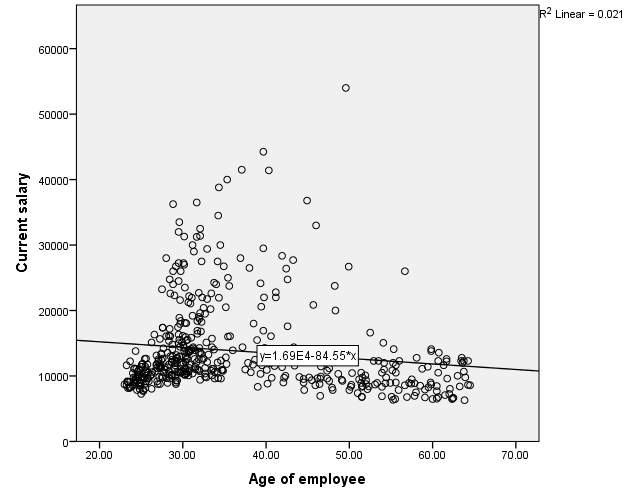 R2 Linear = 0.021
60000
50000
40000
30000
20000
10000
0
Current salary
y=1.69E4-84.55*x
20.00 30.00 40.00 50.00 60.00 70.00
Age of employee